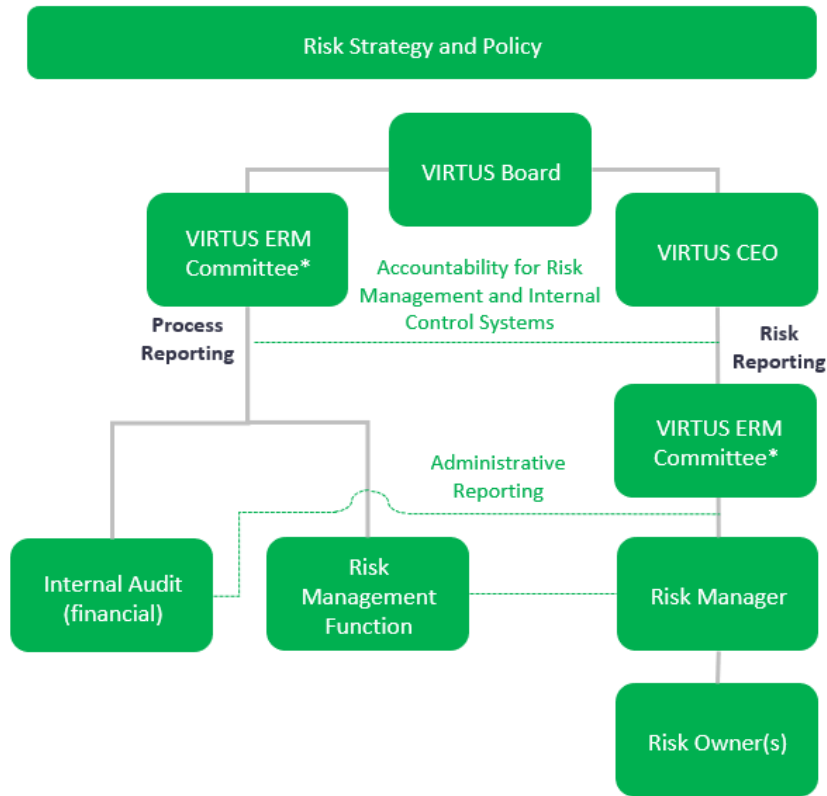 Risk Strategy and Policy
VIRTUS Board
VIRTUS ERM
Committee*
VIRTUS CEO
Accountability for Risk
Management and Internal
Control Systems
Process
Reporting
Risk
Reporting
VIRTUS ERM
Committee*
Administrative
Reporting
Internal Audit
(financial)
Risk
Management
Function
Risk Manager
Risk Owner(s)